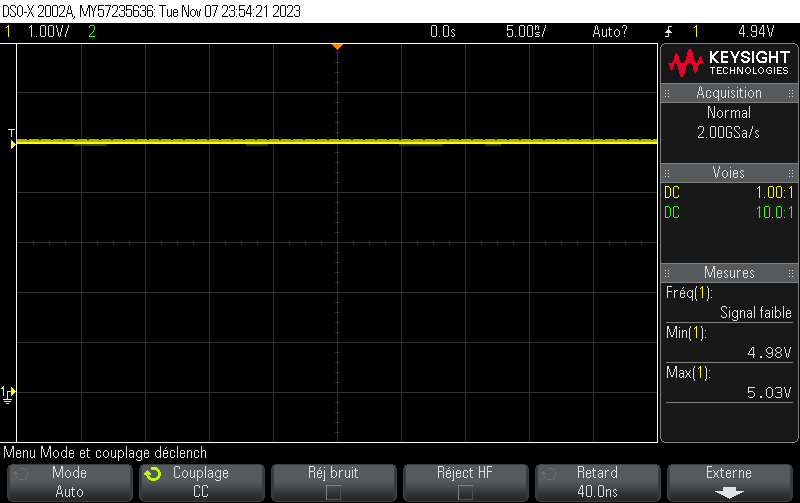 DSO-X 2002A, MY57235636: Tue Nov 07 23:54:21 2023
1 1.00V/ 2 0.0s 5.00ms/ Auto? 1 4.94V
KEYSIGHT
TECHNOLOGIES
Acquisition
Normal
2.00GSa/s
Voies
DC 1.00:1
DC 10.0:1
Mesures
Fréq(1):
Signal faible
Min(1):
4.98V
Max(1):
5.03V
T
1
Menu Mode et couplage déclench
Mode
Auto
Couplage
CC
Réj bruit
Réject HF
Retard
40.0ns
Externe